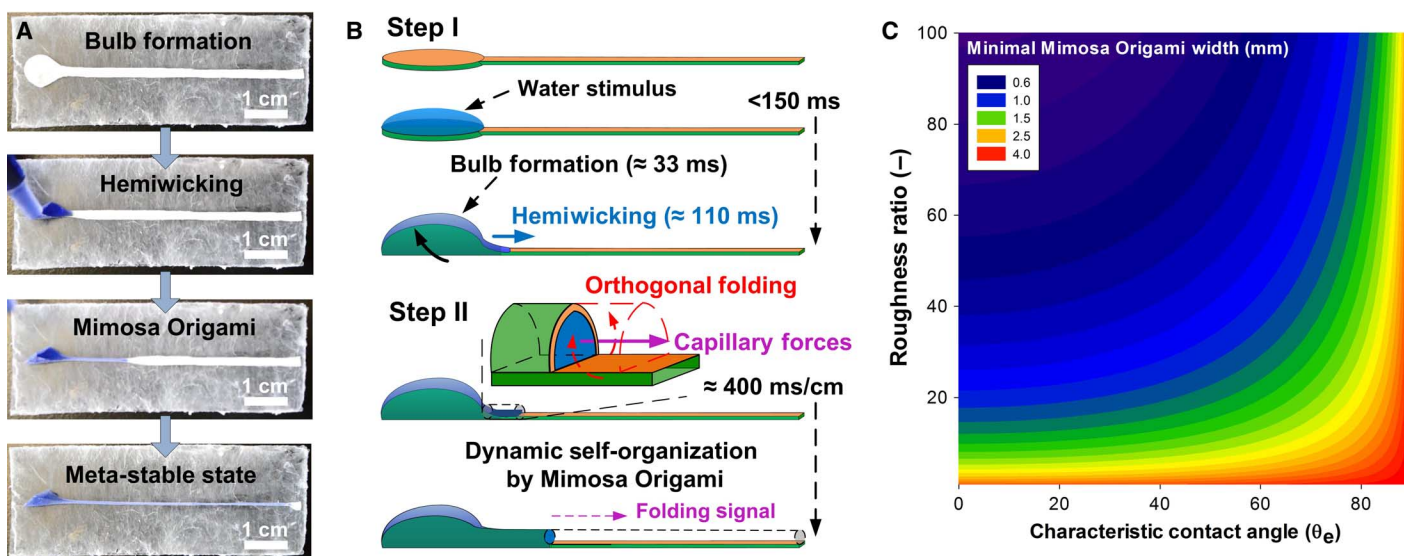 A
Bulb formation
1 cm
Hemiwicking
1 cm
Mimosa Origami
1 cm
Meta-stable state
1 cm
B
Step I
Water stimulus
<150 ms
Bulb formation (≈ 33 ms)
Hemiwicking (≈ 110 ms)
Step II
Orthogonal folding
Capillary forces
≈ 400 ms/cm
Dynamic self-organization
by Mimosa Origami
Folding signal
C
Minimal Mimosa Origami width (mm)
0.6
1.0
1.5
2.5
4.0
Roughness ratio (–)
100
80
60
40
20
0
20
40
60
80
Characteristic contact angle (θe)